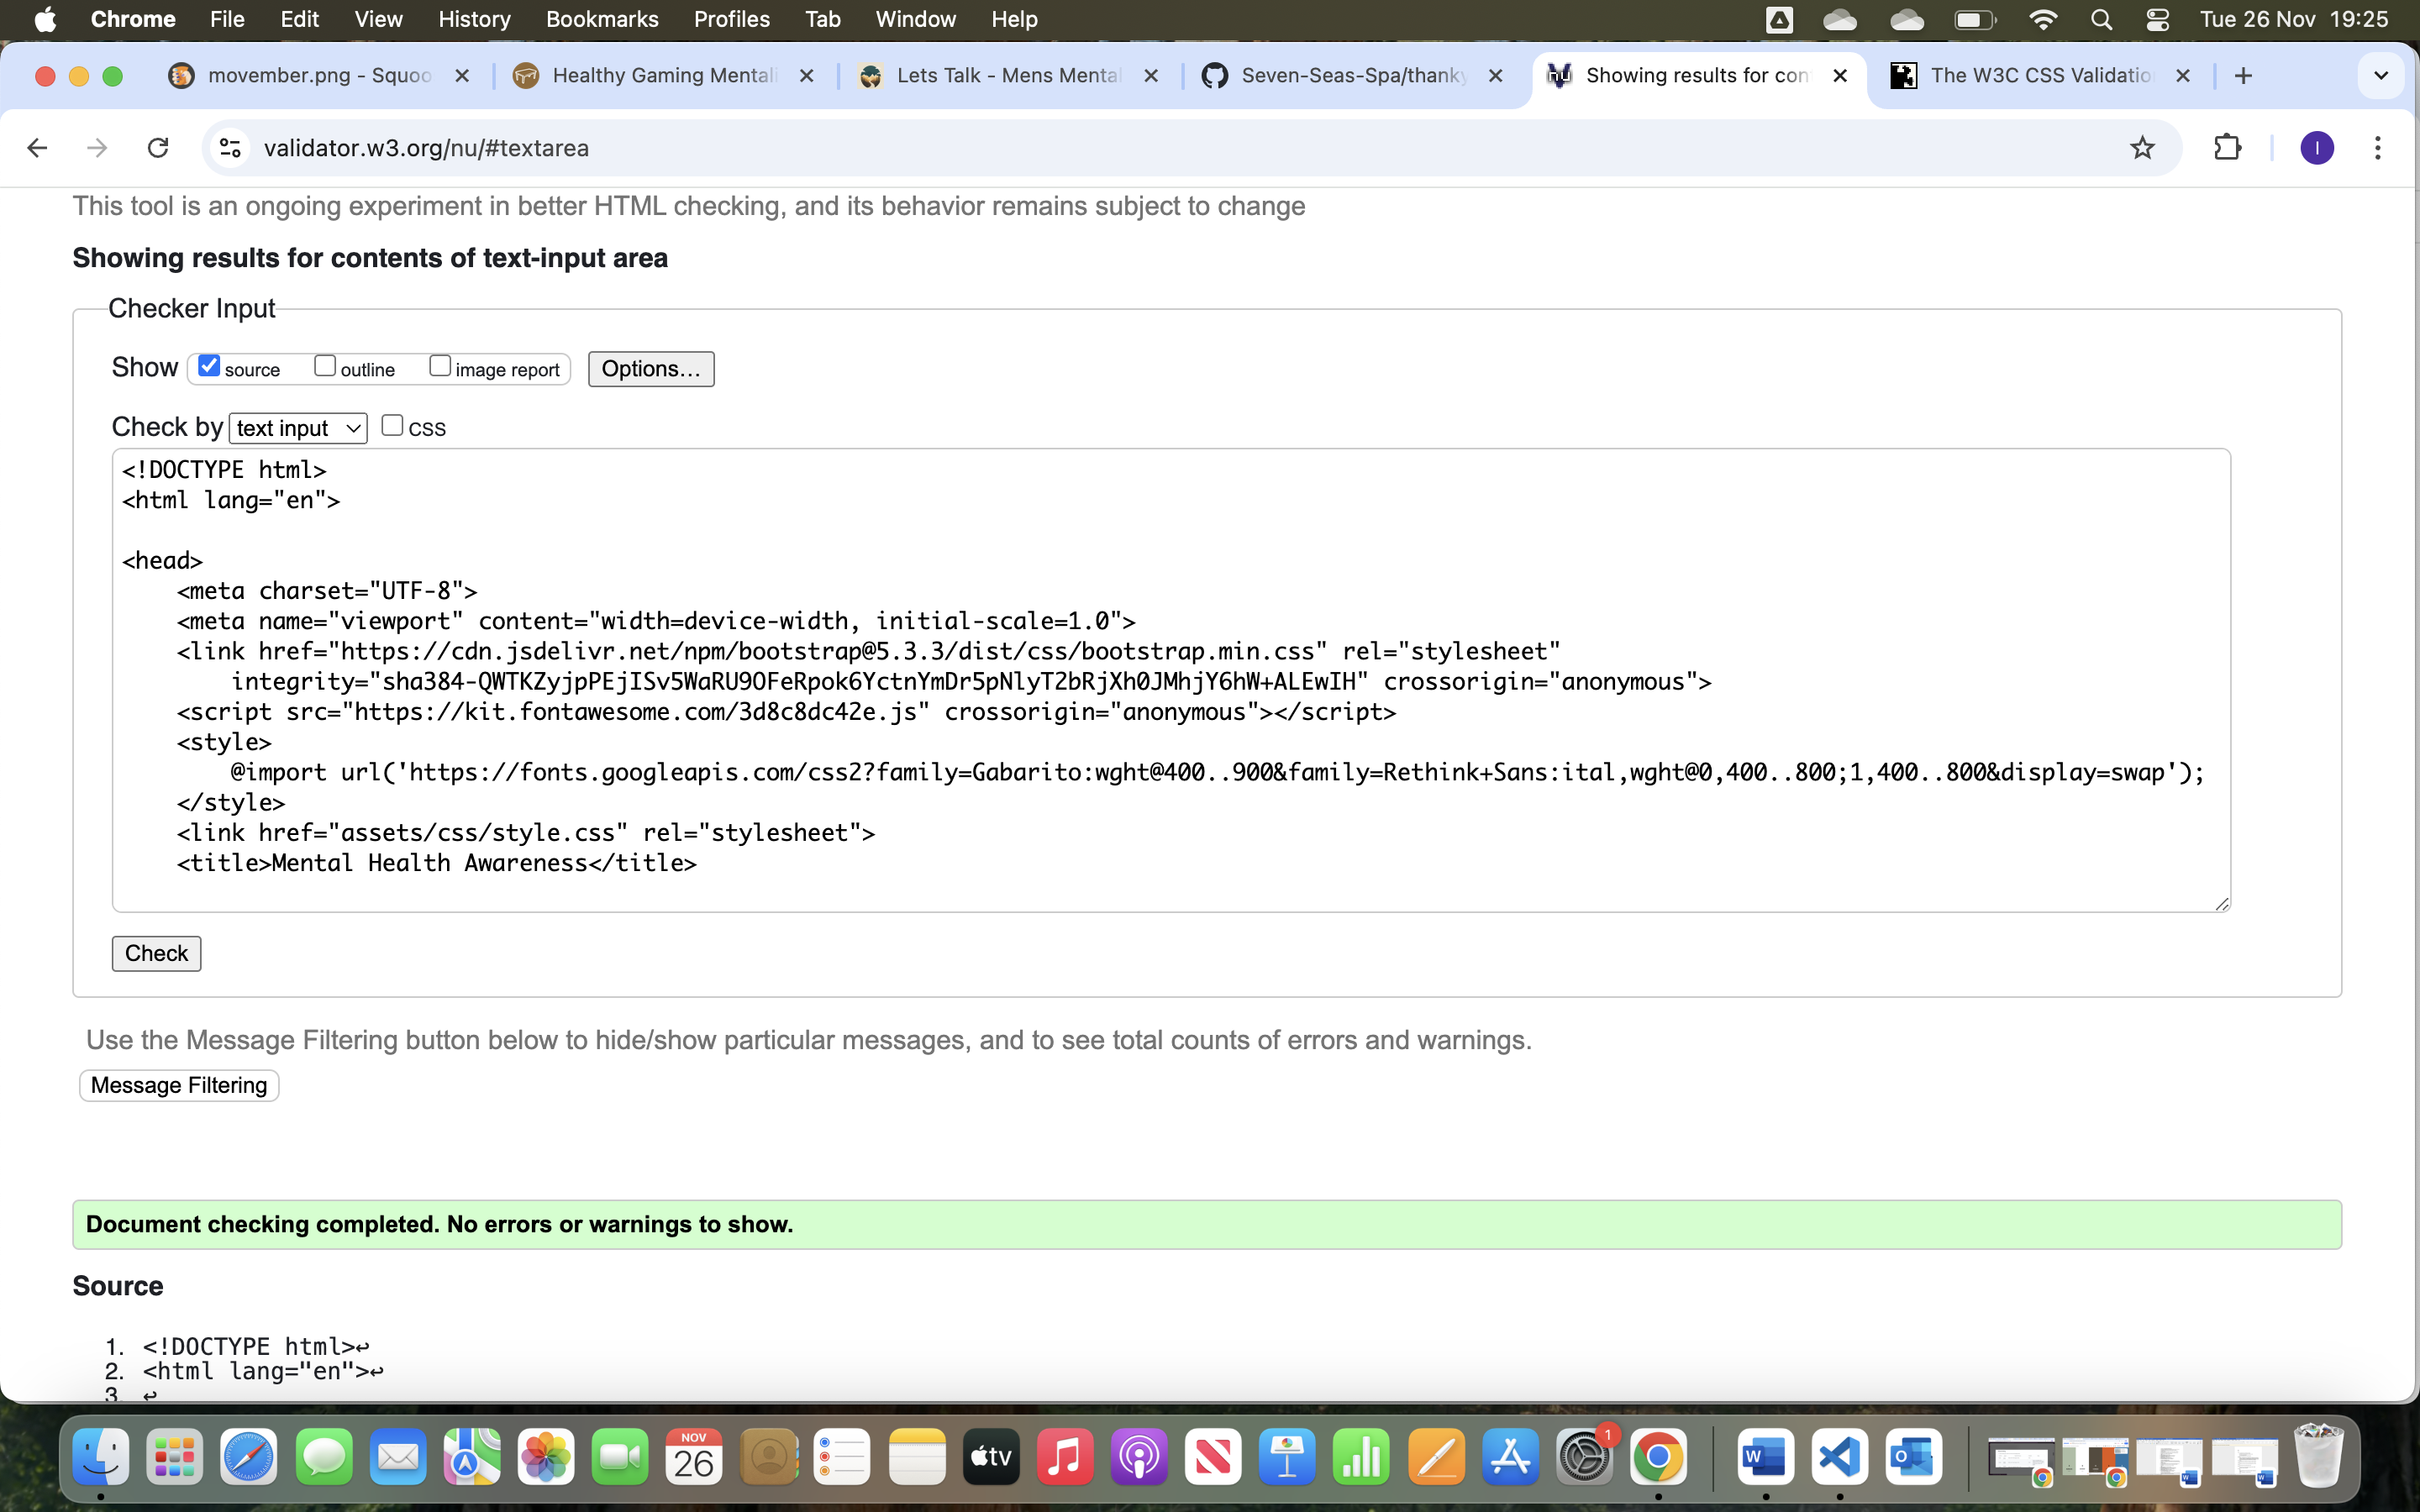 Chrome File Edit View History Bookmarks Profiles Tab Window Help Tue 26 Nov 19:25
movember.png - Squoo Healthy Gaming Mentali Lets Talk - Mens Mental Seven-Seas-Spa/thanky nu Showing results for con The W3C CSS Validatio
validator.w3.org/nu/#textarea I
This tool is an ongoing experiment in better HTML checking, and its behavior remains subject to change
Showing results for contents of text-input area
Checker Input
Show source outline image report Options...
Check by text input CSS
<!DOCTYPE html>
<html lang="en">
<head>
<meta charset="UTF-8">
<meta name="viewport" content="width=device-width, initial-scale=1.0">
<link href="https://cdn.jsdelivr.net/npm/bootstrap@5.3.3/dist/css/bootstrap.min.css" rel="stylesheet"
integrity="sha384-QWTKZyjpPEjISv5WaRU9OFeRpok6YctnYmDr5pNlyT2bRjXh0JMhjY6hW+ALEwIH" crossorigin="anonymous">
<script src="https://kit.fontawesome.com/3d8c8dc42e.js" crossorigin="anonymous"></script>
<style>
@import url('https://fonts.googleapis.com/css2?family=Gabarito:wght@400..900&family=Rethink+Sans:ital,wght@0,400..800;1,400..800&display=swap');
</style>
<link href="assets/css/style.css" rel="stylesheet">
<title>Mental Health Awareness</title>
Check
Use the Message Filtering button below to hide/show particular messages, and to see total counts of errors and warnings.
Message Filtering
Document checking completed. No errors or warnings to show.
Source
1. <!DOCTYPE html>↩
2. <html lang="en">↩
3. ↩
NOV
26 tv 1 W O